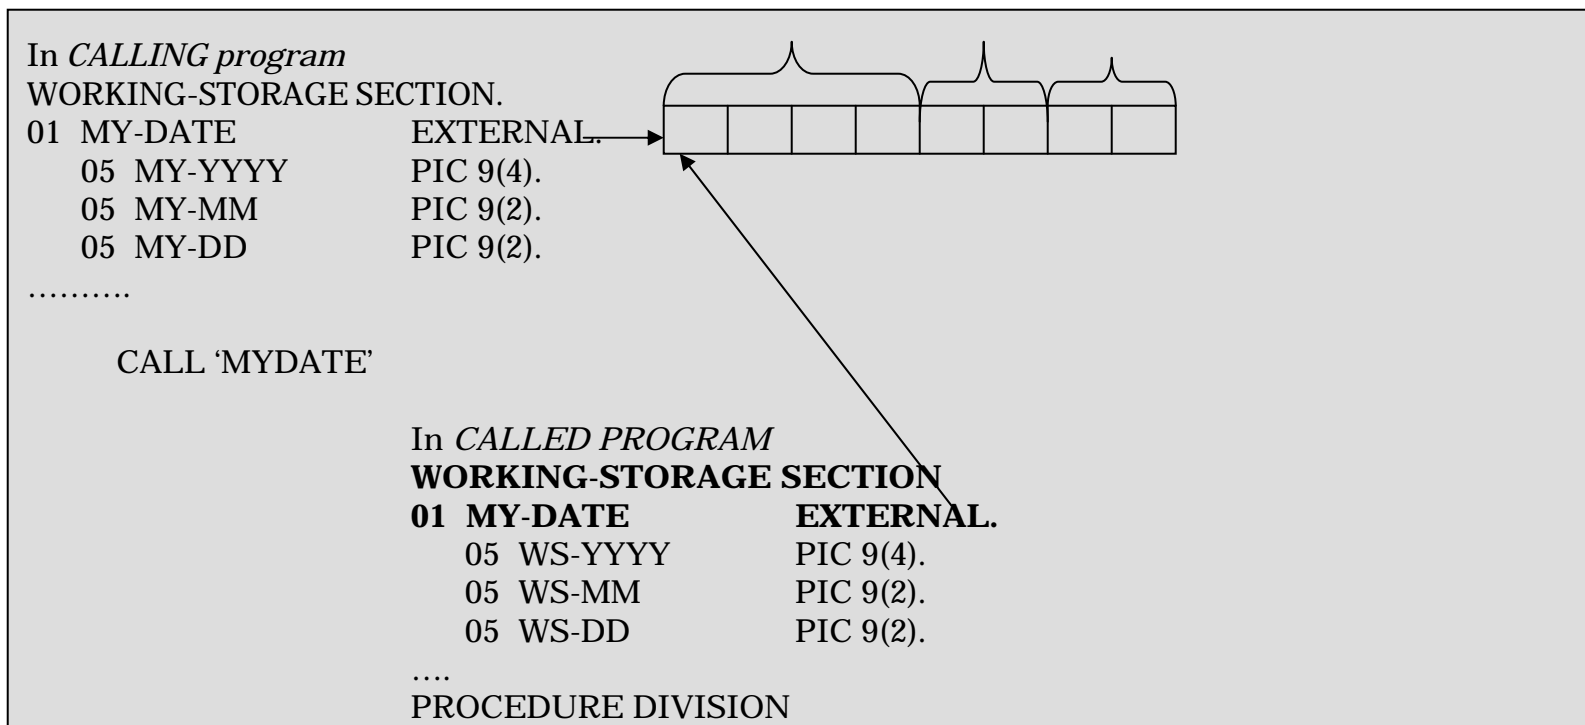 In CALLING program
WORKING-STORAGE SECTION.
01 MY-DATE EXTERNAL.
05 MY-YYYY PIC 9(4).
05 MY-MM PIC 9(2).
05 MY-DD PIC 9(2).
……….
CALL ‘MYDATE’
In CALLED PROGRAM
WORKING-STORAGE SECTION
01 MY-DATE EXTERNAL.
05 WS-YYYY PIC 9(4).
05 WS-MM PIC 9(2).
05 WS-DD PIC 9(2).
….
PROCEDURE DIVISION